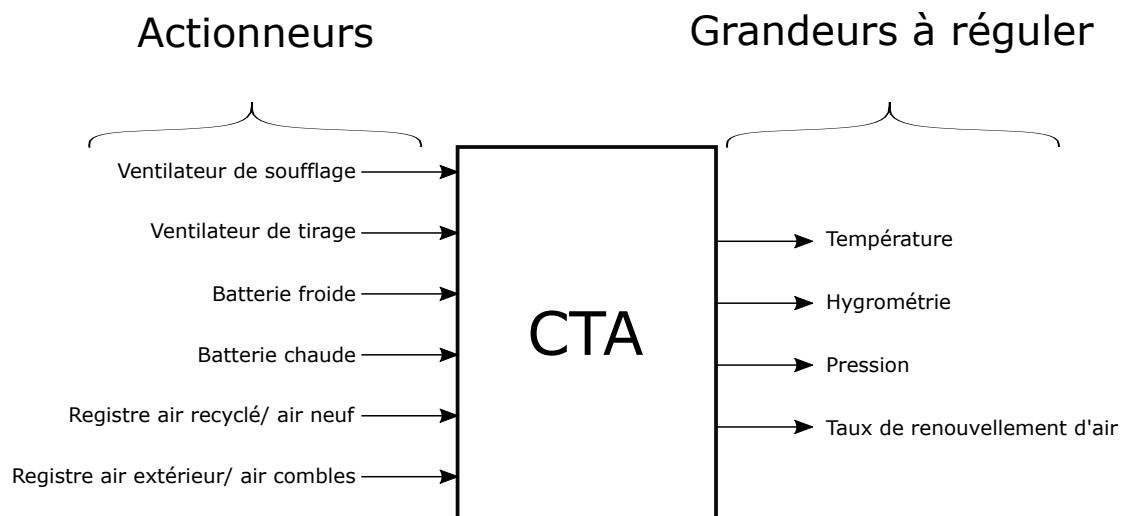 Actionneurs
Grandeurs à réguler
Ventilateur de soufflage
Ventilateur de tirage
Batterie froide
Batterie chaude
Registre air recyclé/ air neuf
Registre air extérieur/ air combles
CTA
Température
Hygrométrie
Pression
Taux de renouvellement d'air